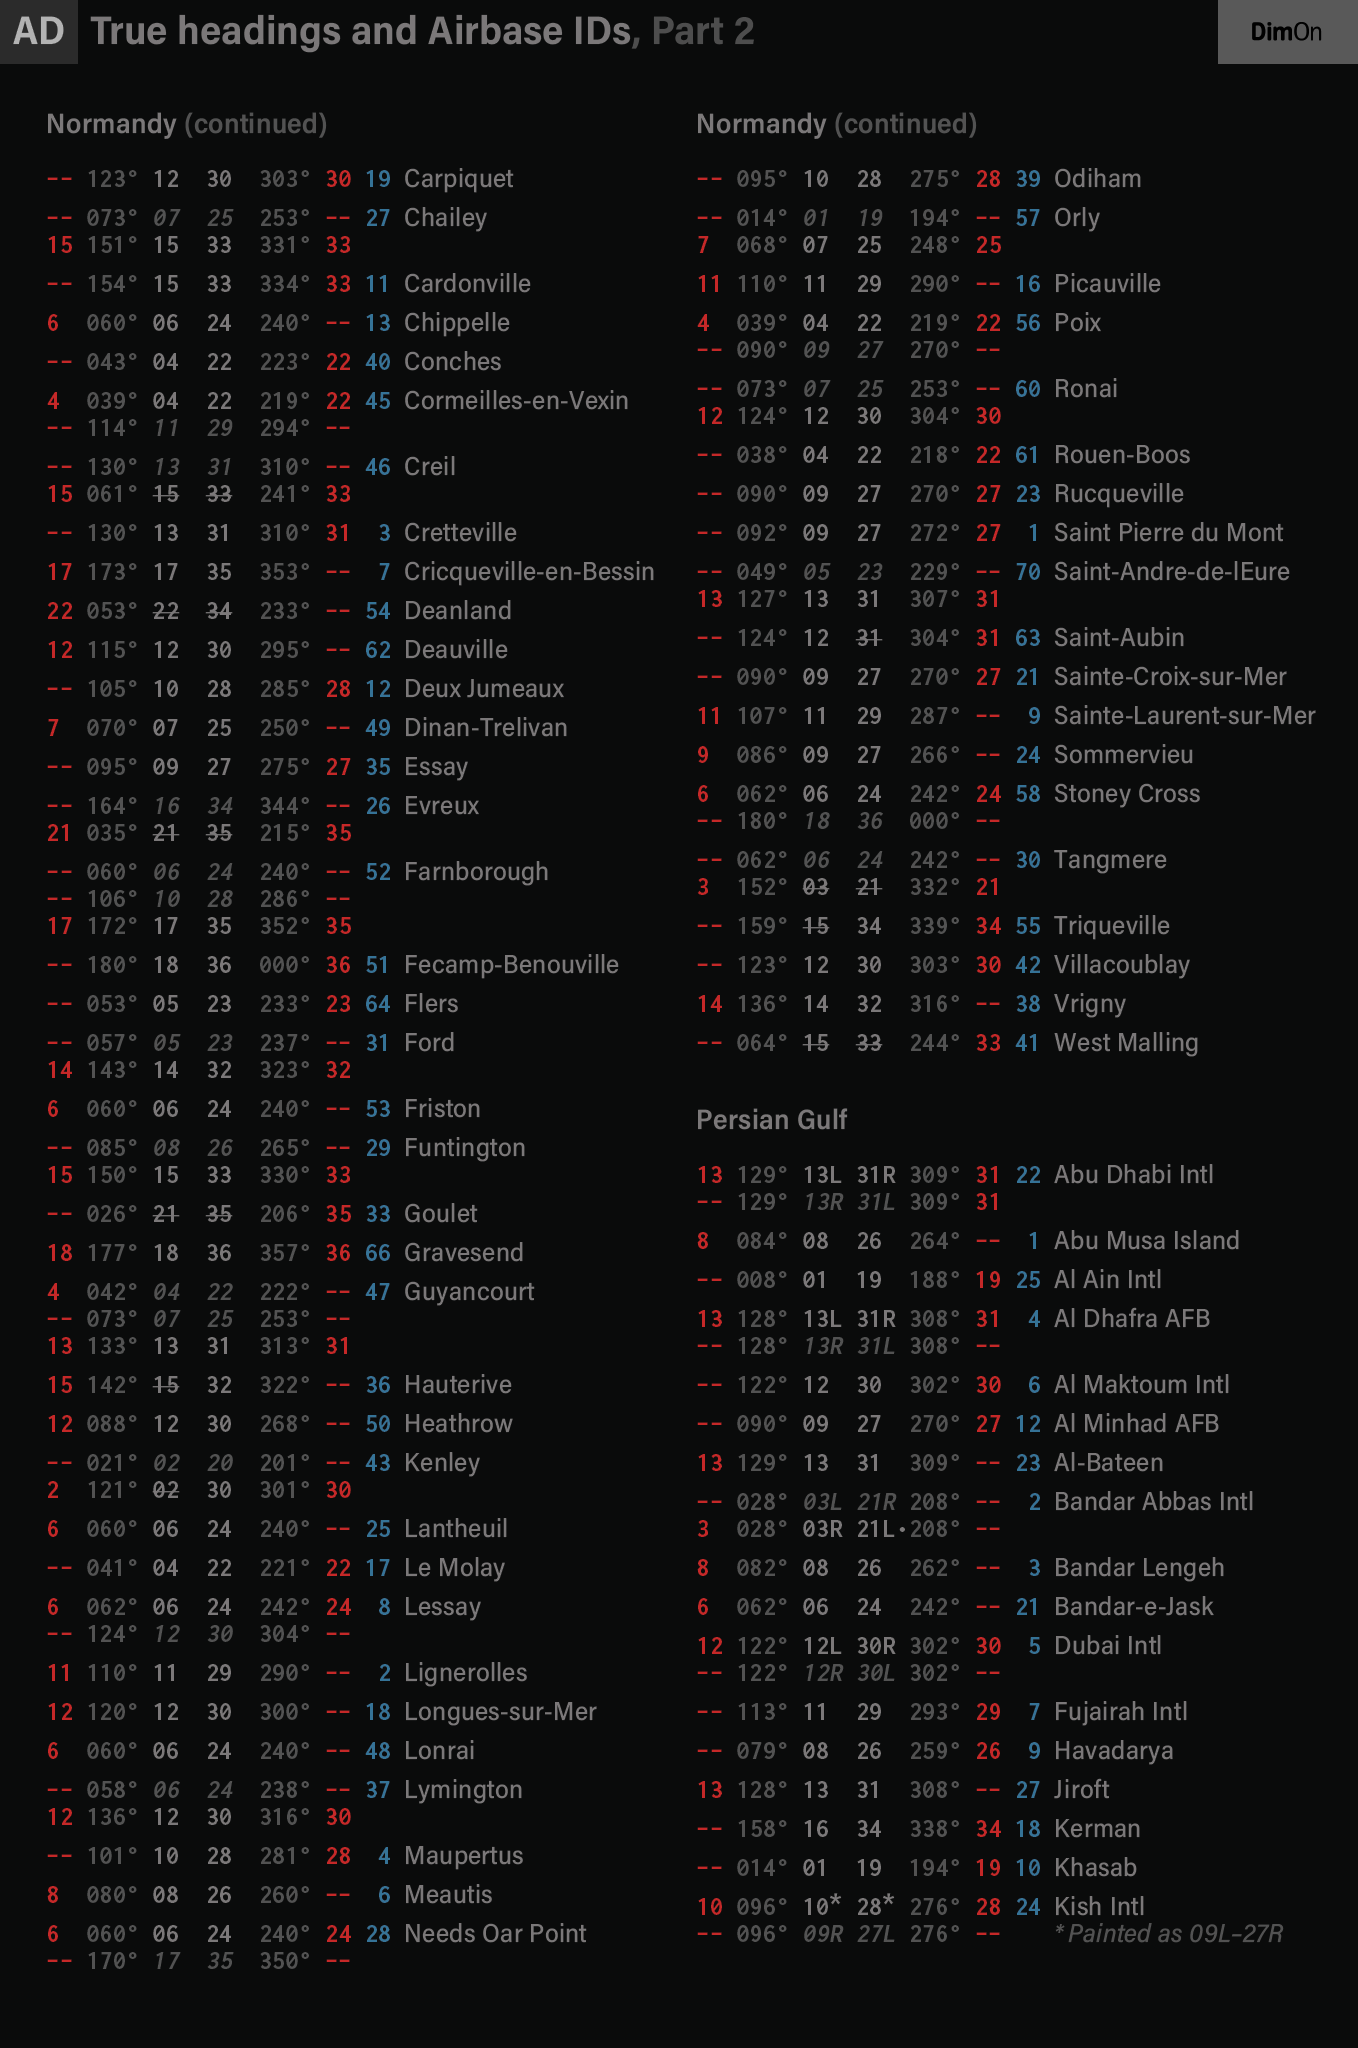 AD True headings and Airbase IDs, Part 2 DimOn
Normandy (continued)
-- 123° 12 30 303° 30 19 Carpiquet
-- 073° 07 25 253° -- 27 Chailey
15 151° 15 33 331° 33
-- 154° 15 33 334° 33 11 Cardonville
6 060° 06 24 240° -- 13 Chippelle
-- 043° 04 22 223° 22 40 Conches
4 039° 04 22 219° 22 45 Cormeilles-en-Vexin
-- 114° 11 29 294° --
-- 130° 13 31 310° -- 46 Creil
15 061° 15 33 241° 33
-- 130° 13 31 310° 31 3 Cretteville
17 173° 17 35 353° -- 7 Cricqueville-en-Bessin
22 053° 22 34 233° -- 54 Deanland
12 115° 12 30 295° -- 62 Deauville
-- 105° 10 28 285° 28 12 Deux Jumeaux
7 070° 07 25 250° -- 49 Dinan-Trelivan
-- 095° 09 27 275° 27 35 Essay
-- 164° 16 34 344° -- 26 Evreux
21 035° 21 35 215° 35
-- 060° 06 24 240° -- 52 Farnborough
-- 106° 10 28 286° --
17 172° 17 35 352° 35
-- 180° 18 36 000° 36 51 Fecamp-Benouville
-- 053° 05 23 233° 23 64 Flers
-- 057° 05 23 237° -- 31 Ford
14 143° 14 32 323° 32
6 060° 06 24 240° -- 53 Friston
-- 085° 08 26 265° -- 29 Funtington
15 150° 15 33 330° 33
-- 026° 21 35 206° 35 33 Goulet
18 177° 18 36 357° 36 66 Gravesend
4 042° 04 22 222° -- 47 Guyancourt
-- 073° 07 25 253° --
13 133° 13 31 313° 31
15 142° 15 32 322° -- 36 Hauterive
12 088° 12 30 268° -- 50 Heathrow
-- 021° 02 20 201° -- 43 Kenley
2 121° 02 30 301° 30
6 060° 06 24 240° -- 25 Lantheuil
-- 041° 04 22 221° 22 17 Le Molay
6 062° 06 24 242° 24 8 Lessay
-- 124° 12 30 304° --
11 110° 11 29 290° -- 2 Lignerolles
12 120° 12 30 300° -- 18 Longues-sur-Mer
6 060° 06 24 240° -- 48 Lonrai
-- 058° 06 24 238° -- 37 Lymington
12 136° 12 30 316° 30
-- 101° 10 28 281° 28 4 Maupertus
8 080° 08 26 260° -- 6 Meautis
6 060° 06 24 240° 24 28 Needs Oar Point
-- 170° 17 35 350° --
Normandy (continued)
-- 095° 10 28 275° 28 39 Odiham
-- 014° 01 19 194° -- 57 Orly
7 068° 07 25 248° 25
11 110° 11 29 290° -- 16 Picauville
4 039° 04 22 219° 22 56 Poix
-- 090° 09 27 270° --
-- 073° 07 25 253° -- 60 Ronai
12 124° 12 30 304° 30
-- 038° 04 22 218° 22 61 Rouen-Boos
-- 090° 09 27 270° 27 23 Rucqueville
-- 092° 09 27 272° 27 1 Saint Pierre du Mont
-- 049° 05 23 229° -- 70 Saint-Andre-de-lEure
13 127° 13 31 307° 31
-- 124° 12 31 304° 31 63 Saint-Aubin
-- 090° 09 27 270° 27 21 Sainte-Croix-sur-Mer
11 107° 11 29 287° -- 9 Sainte-Laurent-sur-Mer
9 086° 09 27 266° -- 24 Sommervieu
6 062° 06 24 242° 24 58 Stoney Cross
-- 180° 18 36 000° --
-- 062° 06 24 242° -- 30 Tangmere
3 152° 03 21 332° 21
-- 159° 15 34 339° 34 55 Triqueville
-- 123° 12 30 303° 30 42 Villacoublay
14 136° 14 32 316° -- 38 Vrigny
-- 064° 15 33 244° 33 41 West Malling
Persian Gulf
13 129° 13L 31R 309° 31 22 Abu Dhabi Intl
-- 129° 13R 31L 309° 31
8 084° 08 26 264° -- 1 Abu Musa Island
-- 008° 01 19 188° 19 25 Al Ain Intl
13 128° 13L 31R 308° 31 4 Al Dhafra AFB
-- 128° 13R 31L 308° --
-- 122° 12 30 302° 30 6 Al Maktoum Intl
-- 090° 09 27 270° 27 12 Al Minhad AFB
13 129° 13 31 309° -- 23 Al-Bateen
-- 028° 03L 21R 208° -- 2 Bandar Abbas Intl
3 028° 03R 21L•208° --
8 082° 08 26 262° -- 3 Bandar Lengeh
6 062° 06 24 242° -- 21 Bandar-e-Jask
12 122° 12L 30R 302° 30 5 Dubai Intl
-- 122° 12R 30L 302° --
-- 113° 11 29 293° 29 7 Fujairah Intl
-- 079° 08 26 259° 26 9 Havadarya
13 128° 13 31 308° -- 27 Jiroft
-- 158° 16 34 338° 34 18 Kerman
-- 014° 01 19 194° 19 10 Khasab
10 096° 10* 28* 276° 28 24 Kish Intl
-- 096° 09R 27L 276° -- *Painted as 09L–27R